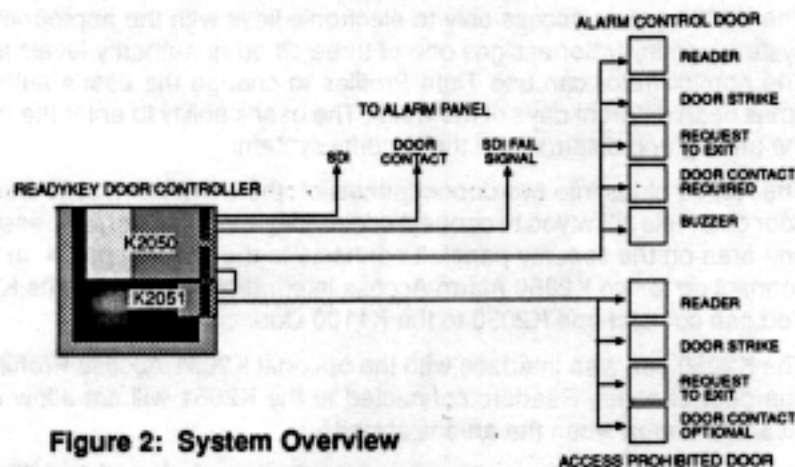 ALARM CONTROL DOOR
READER
DOOR STRIKE
REQUEST
TO EXIT
DOOR CONTACT
REQUIRED
BUZZER
TO ALARM PANEL
SDI
DOOR
CONTACT
SDI FAIL
SIGNAL
READYKEY DOOR CONTROLLER
K2050
K2051
READER
DOOR STRIKE
REQUEST
TO EXIT
DOOR CONTACT
OPTIONAL
ACCESS PROHIBITED DOOR
Figure 2: System Overview